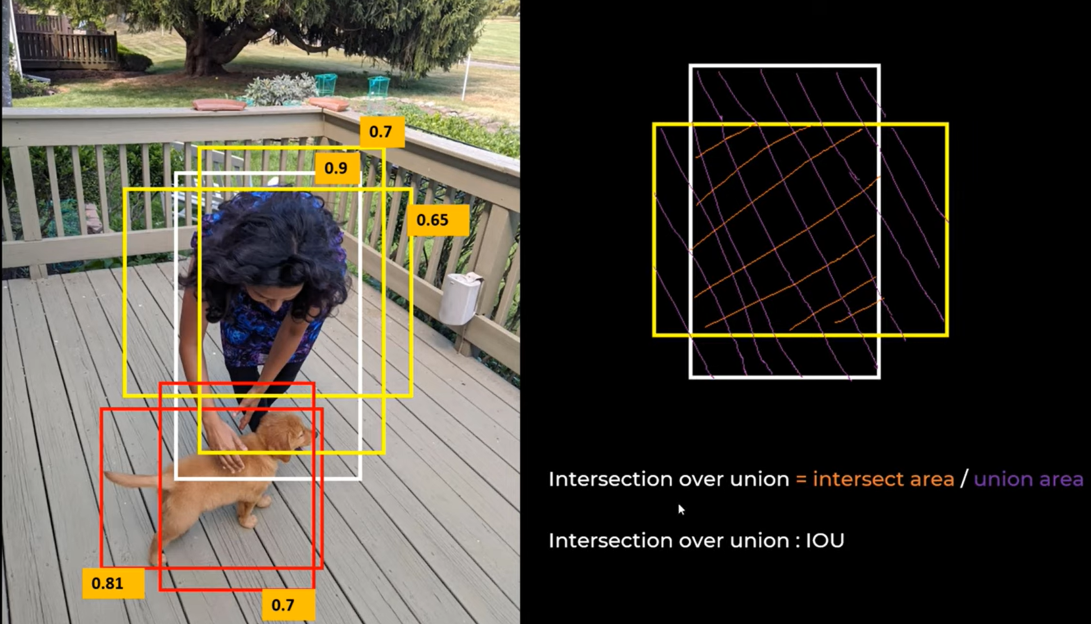 0.7
0.9
0.65
0.81
0.7
Intersection over union = intersect area / union area
Intersection over union : IOU